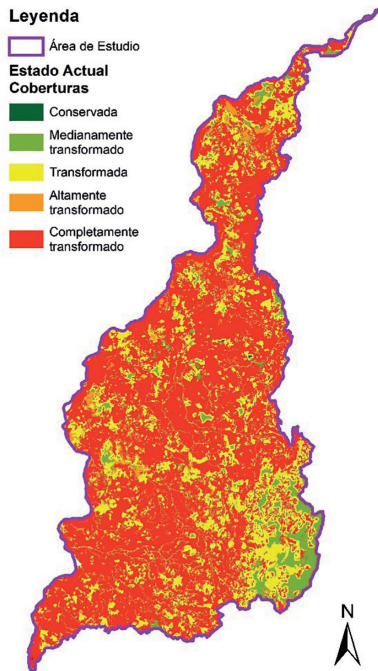 Leyenda
Área de Estudio
Estado Actual
Coberturas
Conservada
Medianamente
transformado
Transformada
Altamente
transformado
Completamente
transformado
N